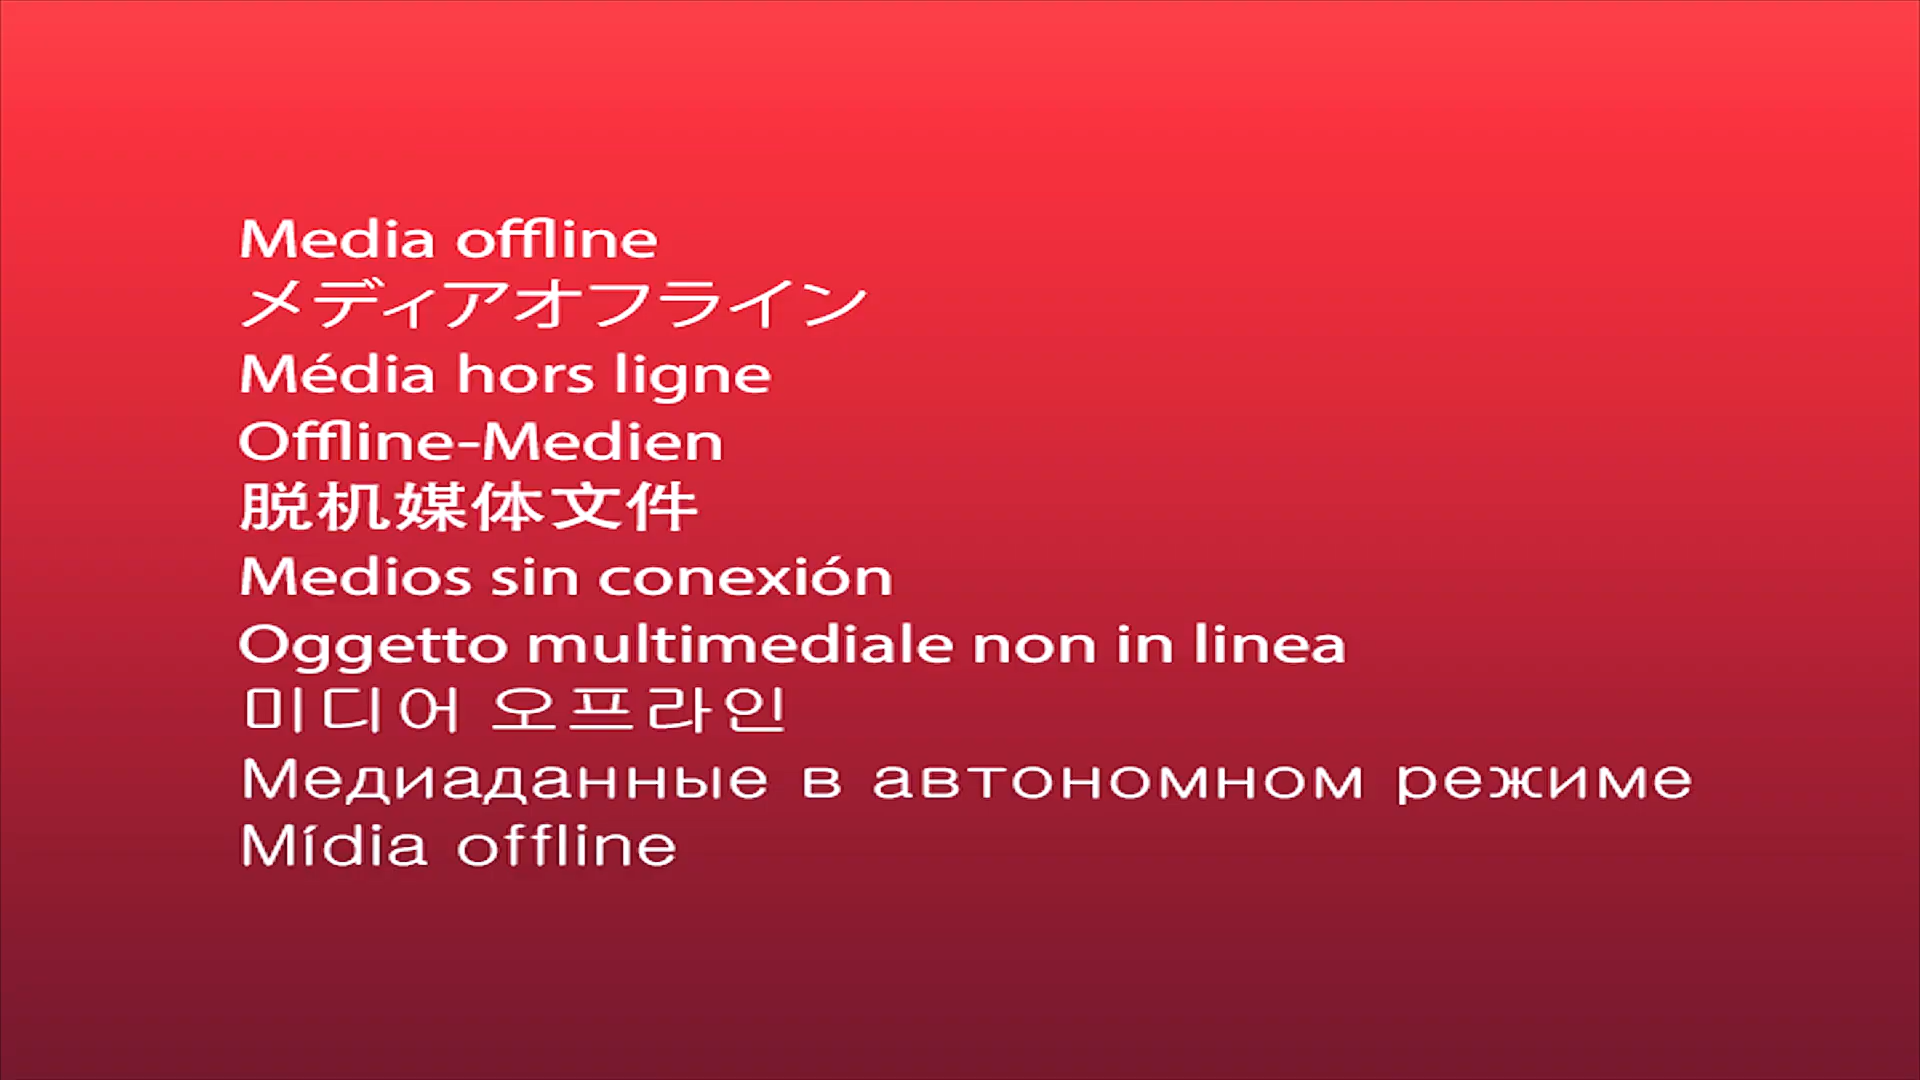 Media offline
メディアオフライン
Média hors ligne
Offline-Medien
脱机媒体文件
Medios sin conexión
Oggetto multimediale non in linea
미디어 오프라인
Медиаданные в автономном режиме
Mídia offline